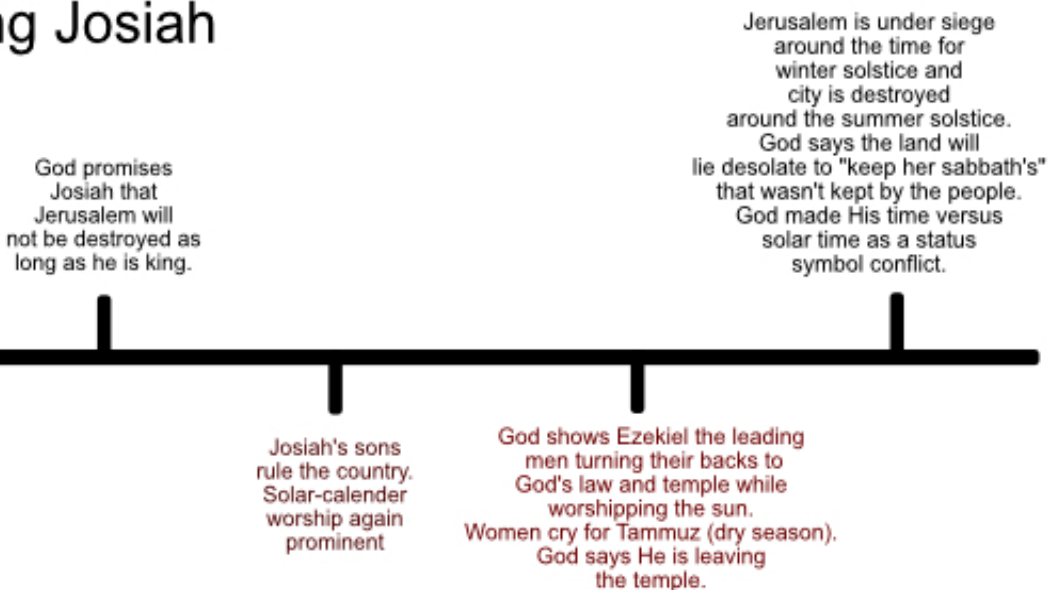 ng Josiah
God promises
Josiah that
Jerusalem will
not be destroyed as
long as he is king.
Josiah's sons
rule the country.
Solar-calender
worship again
prominent
God shows Ezekiel the leading
men turning their backs to
God's law and temple while
worshipping the sun.
Women cry for Tammuz (dry season).
God says He is leaving
the temple.
Jerusalem is under siege
around the time for
winter solstice and
city is destroyed
around the summer solstice.
God says the land will
lie desolate to "keep her sabbath's"
that wasn't kept by the people.
God made His time versus
solar time as a status
symbol conflict.